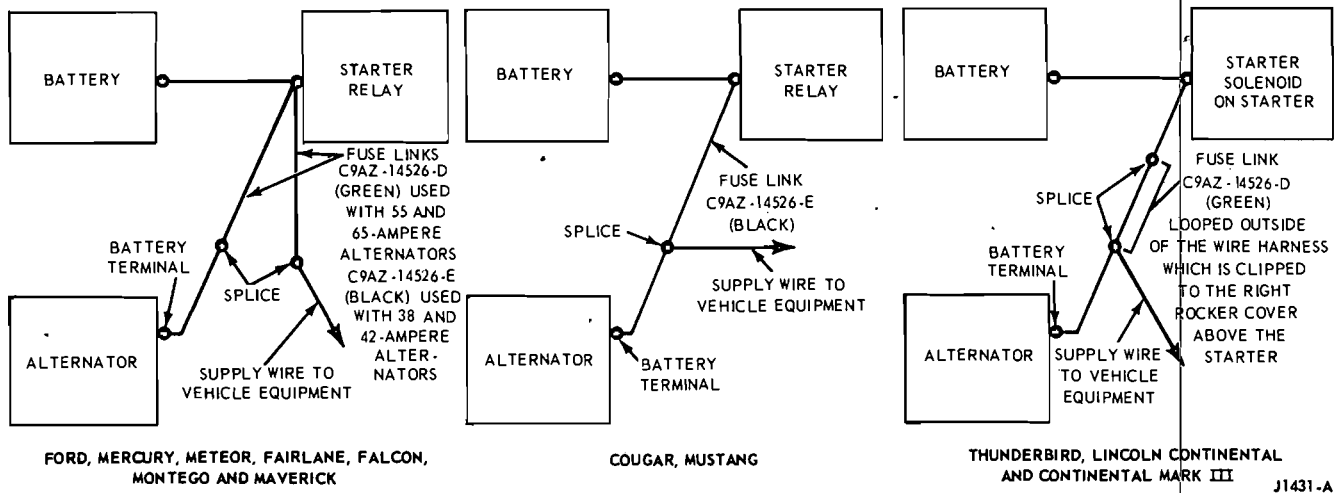 BATTERY
STARTER
RELAY
FUSE LINKS
C9AZ-14526-D
(GREEN) USED
WITH 55 AND
65-AMPERE
ALTERNATORS
C9AZ-14526-E
(BLACK) USED
WITH 38 AND
42-AMPERE
ALTER-
NATORS
BATTERY
TERMINAL
SPLICE
ALTERNATOR
SUPPLY WIRE TO
VEHICLE EQUIPMENT
FORD, MERCURY, METEOR, FAIRLANE, FALCON,
MONTEGO AND MAVERICK
BATTERY
STARTER
RELAY
FUSE LINK
C9AZ-14526-E
(BLACK)
SPLICE
SUPPLY WIRE TO
VEHICLE EQUIPMENT
ALTERNATOR
BATTERY
TERMINAL
COUGAR, MUSTANG
BATTERY
STARTER
SOLENOID
ON STARTER
FUSE LINK
C9AZ-14526-D
(GREEN)
LOOPED OUTSIDE
OF THE WIRE HARNESS
WHICH IS CLIPPED
TO THE RIGHT
ROCKER COVER
ABOVE THE
STARTER
SPLICE
BATTERY
TERMINAL
ALTERNATOR
SUPPLY WIRE
TO VEHICLE
EQUIPMENT
THUNDERBIRD, LINCOLN CONTINENTAL
AND CONTINENTAL MARK III
J1431-A